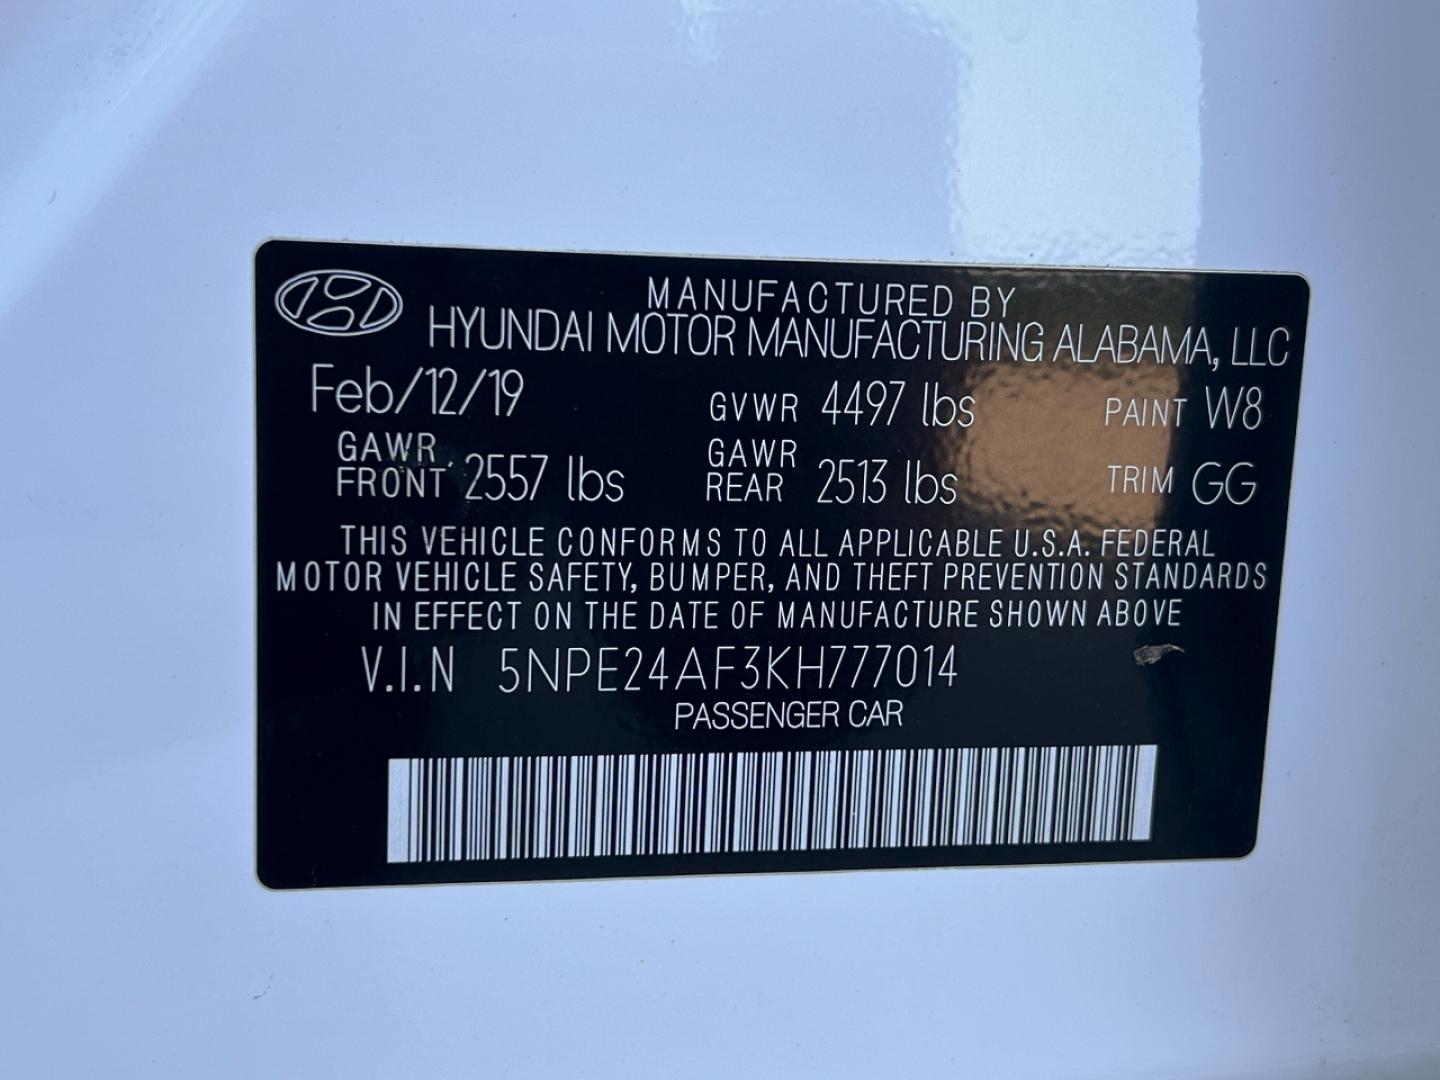 MANUFACTURED BY
HYUNDAI MOTOR MANUFACTURING ALABAMA, LLC
Feb/12/19 GVWR 4497 lbs PAINT W8
GAWR FRONT 2557 lbs GAWR REAR 2513 lbs TRIM GG
THIS VEHICLE CONFORMS TO ALL APPLICABLE U.S.A. FEDERAL
MOTOR VEHICLE SAFETY, BUMPER, AND THEFT PREVENTION STANDARDS
IN EFFECT ON THE DATE OF MANUFACTURE SHOWN ABOVE
V.I.N 5NPE24AF3KH777014
PASSENGER CAR